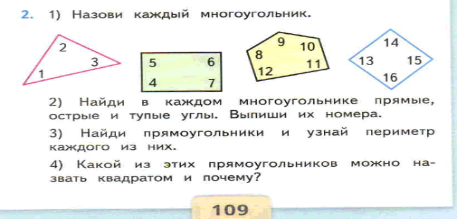 2. 1) Назови каждый многоугольник.
2
1
3
5 6
4 7
9
10
8
11
12
14
13 15
16
2) Найди в каждом многоугольнике прямые,
острые и тупые углы. Выпиши их номера.
3) Найди прямоугольники и узнай периметр
каждого из них.
4) Какой из этих прямоугольников можно на-
звать квадратом и почему?
109